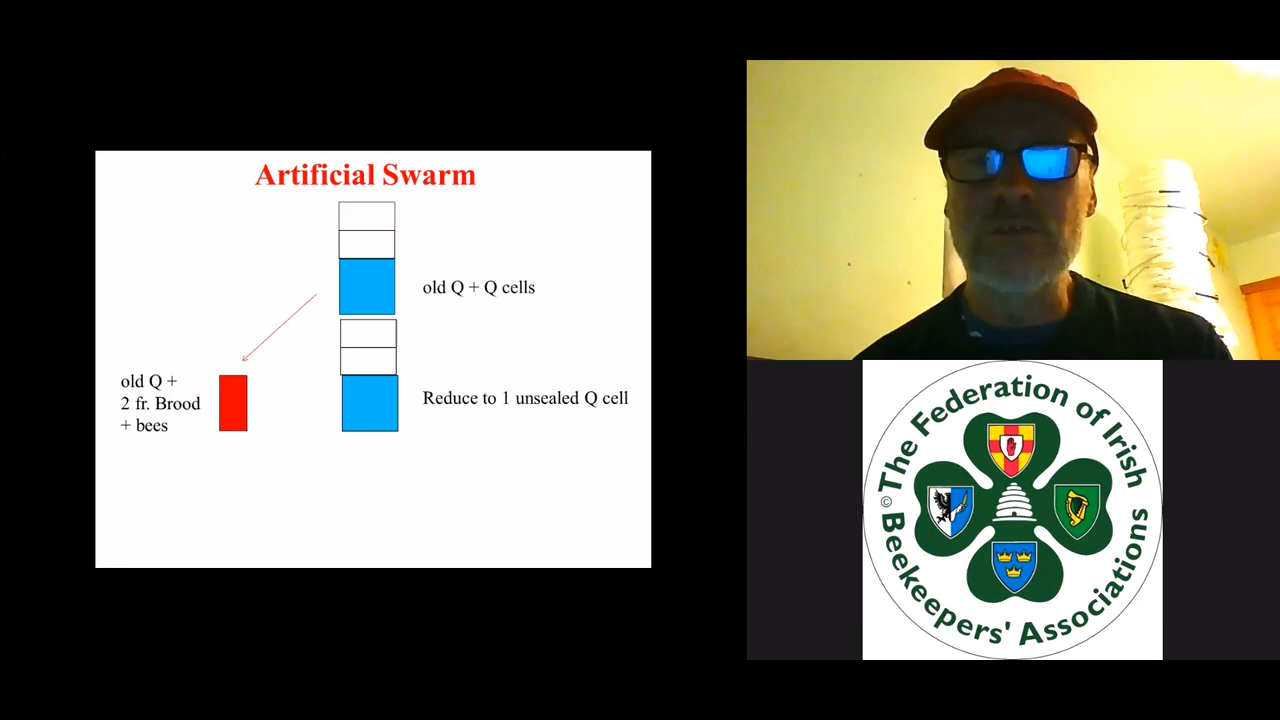 Artificial Swarm
old Q + Q cells
old Q +
2 fr. Brood
+ bees
Reduce to 1 unsealed Q cell
The Federation of Irish
© Beekeepers' Associations